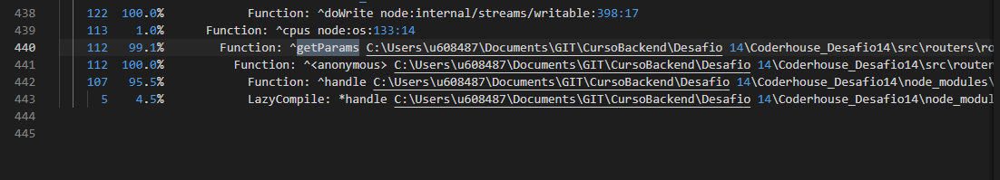 438 122 100.0% Function: ^doWrite node:internal/streams/writable:398:17
439 113 1.0% Function: ^cpus node:os:133:14
440 112 99.1% Function: ^getParams C:\Users\u608487\Documents\GIT\CursoBackend\Desafio 14\Coderhouse_Desafio14\src\routers\ro
441 112 100.0% Function: ^<anonymous> C:\Users\u608487\Documents\GIT\CursoBackend\Desafio 14\Coderhouse_Desafio14\src\router
442 107 95.5% Function: ^handle C:\Users\u608487\Documents\GIT\CursoBackend\Desafio 14\Coderhouse_Desafio14\node_modules\
443 5 4.5% LazyCompile: *handle C:\Users\u608487\Documents\GIT\CursoBackend\Desafio 14\Coderhouse_Desafio14\node_modul
444
445